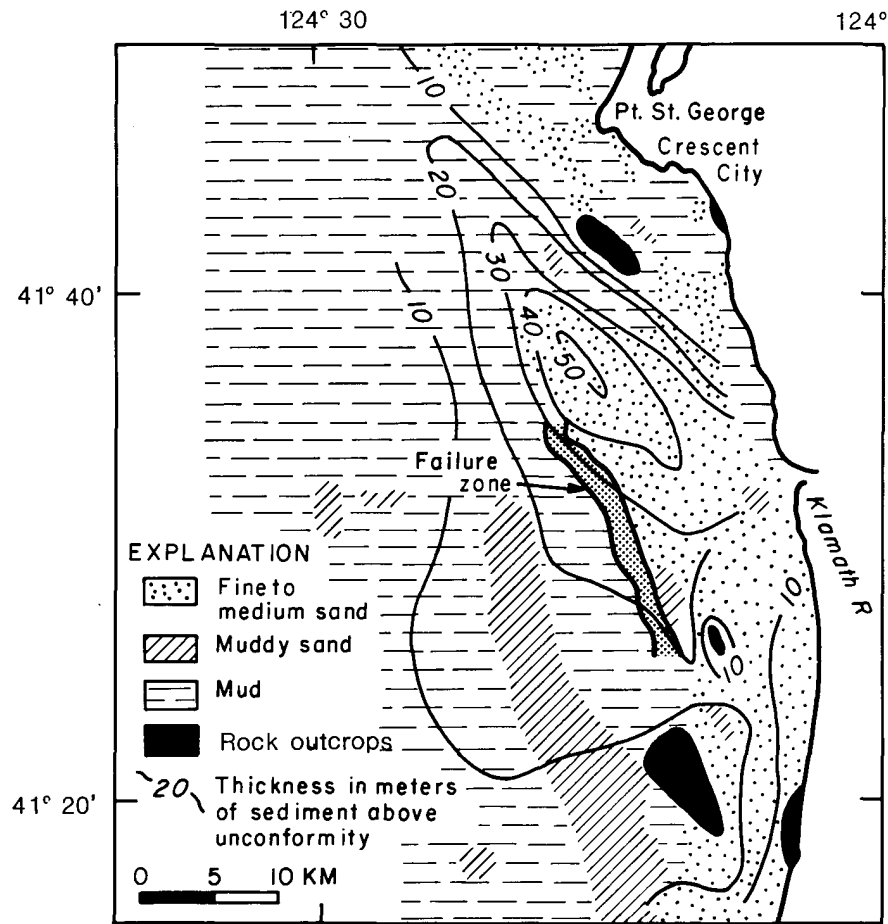 124° 30
124°
Pt. St. George
Crescent
City
10
20
30
40
50
10
41° 40'
Failure
zone
Klamath R
10
10
EXPLANATION
Fine to
medium sand
Muddy sand
Mud
Rock outcrops
20 Thickness in meters
of sediment above
unconformity
41° 20'
0 5 10 KM